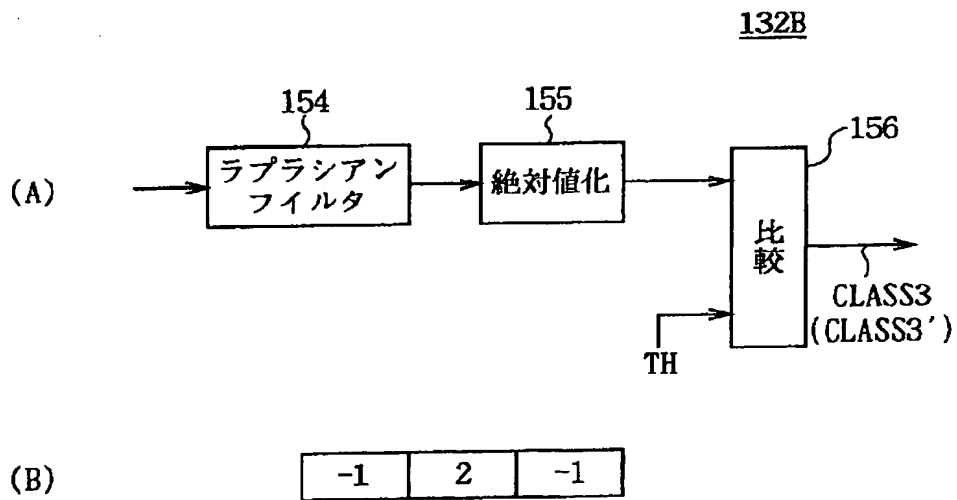 132B
154
155
156
(A)
ラプラシアン
フイルタ
絶対値化
比較
CLASS3
(CLASS3')
TH
(B)
-1 2 -1